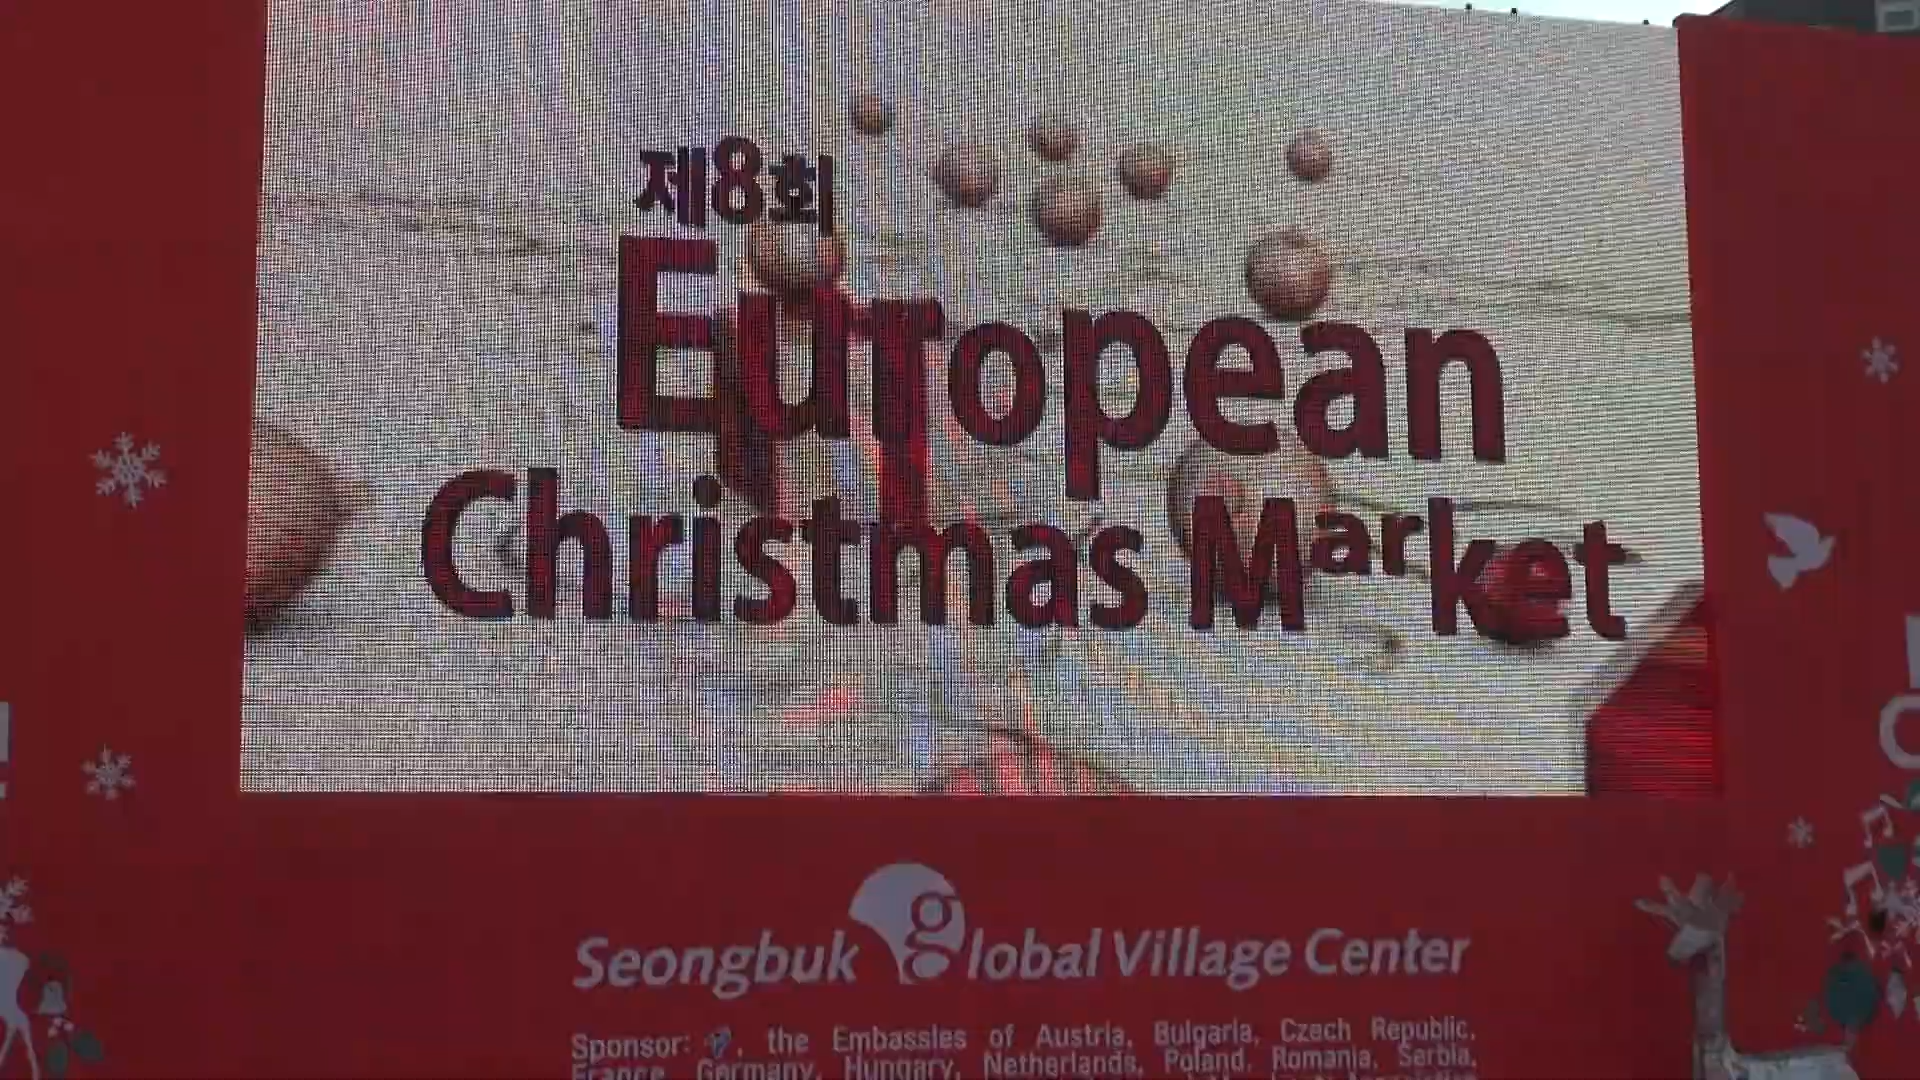 제8회
European
Christmas Market
Seongbuk global Village Center
Sponsor: , the Embassies of Austria, Bulgaria, Czech Republic,
France, Germany, Hungary, Netherlands, Poland, Romania, Serbia,